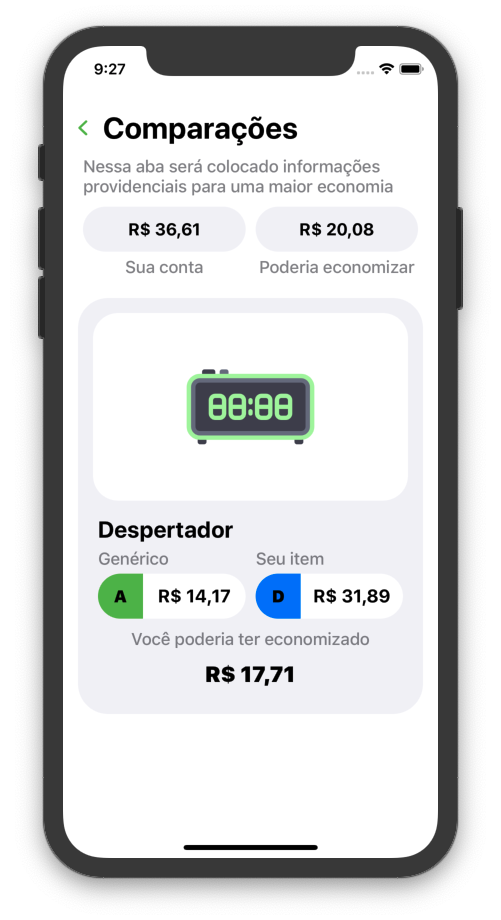 9:27
Comparações
Nessa aba será colocado informações
providenciais para uma maior economia
R$ 36,61 R$ 20,08
Sua conta Poderia economizar
00:00
Despertador
Genérico Seu item
A R$ 14,17 D R$ 31,89
Você poderia ter economizado
R$ 17,71